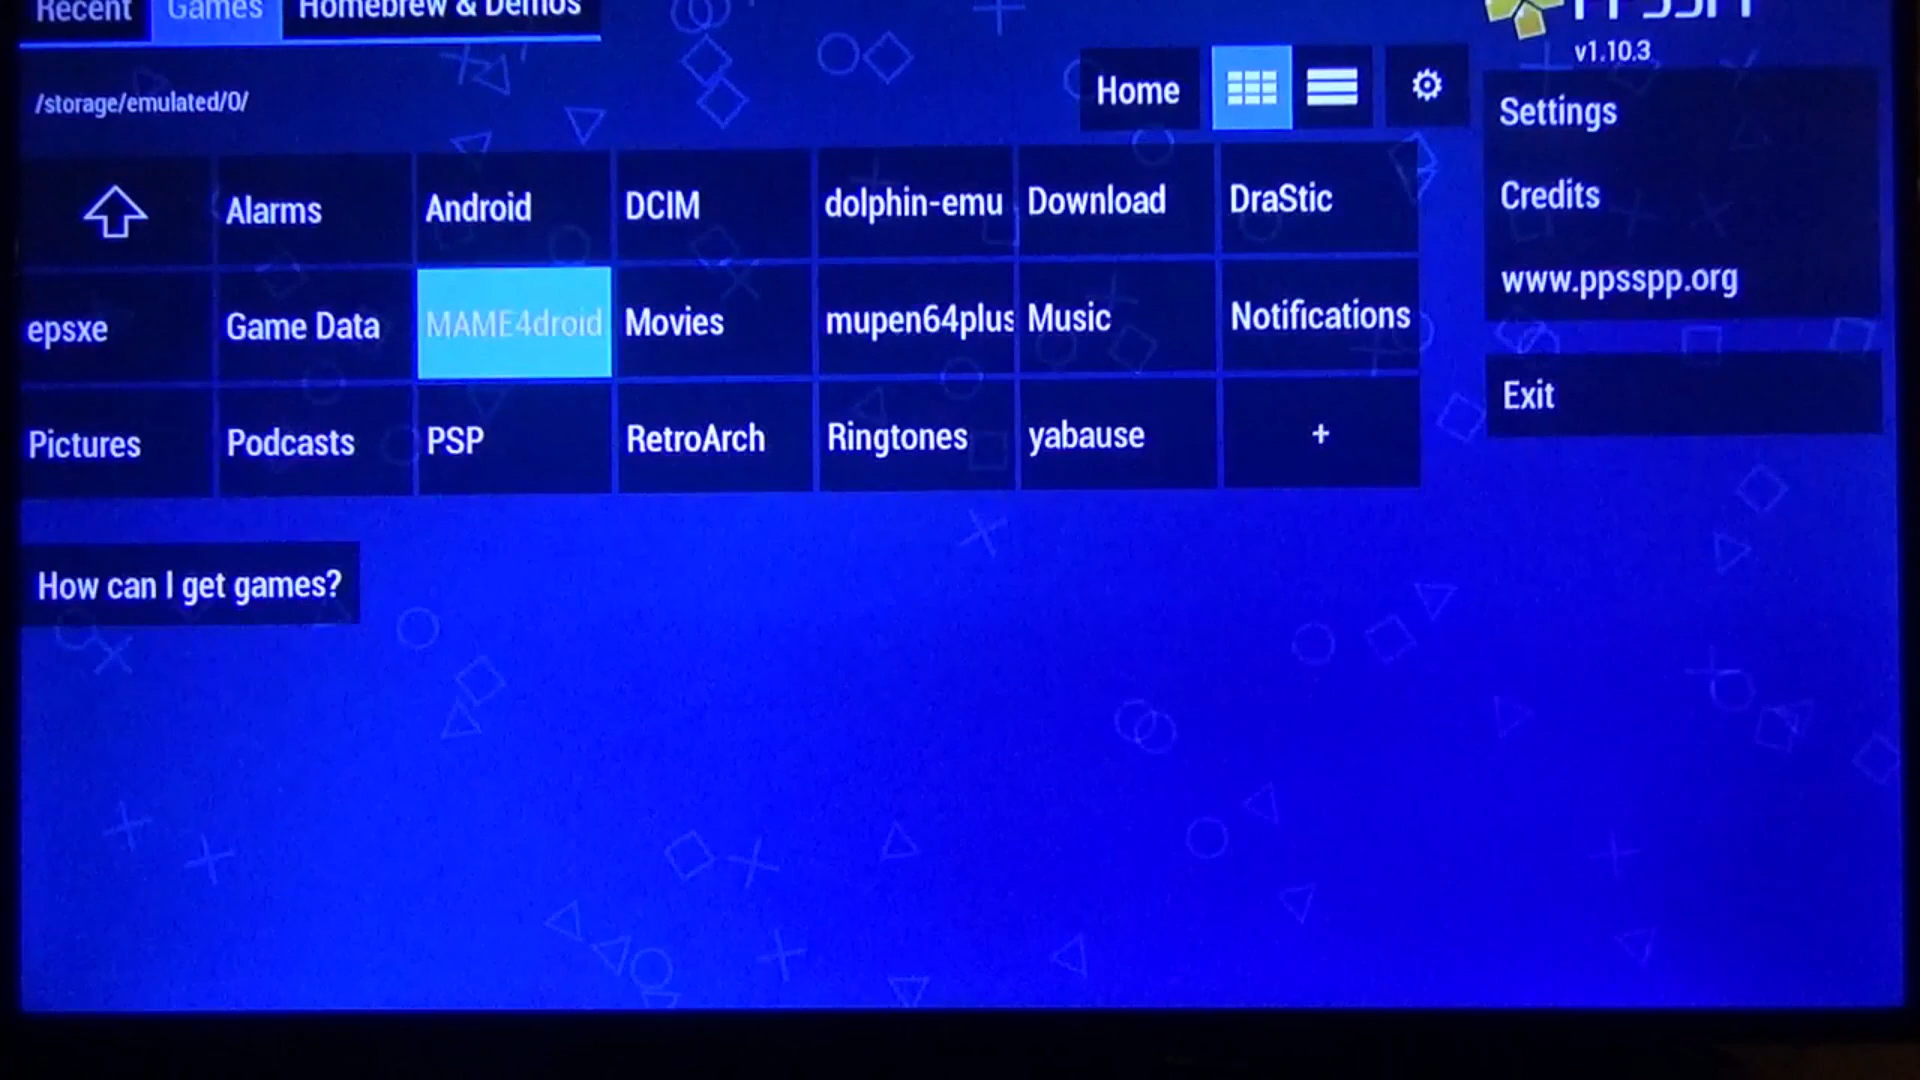 Recent Games Homebrew & Demos
PPSSPP
v1.10.3
/storage/emulated/0/
Home
Settings
Credits
www.ppsspp.org
Exit
Alarms Android DCIM dolphin-emu Download DraStic
epsxe Game Data MAME4droid Movies mupen64plus Music Notifications
Pictures Podcasts PSP RetroArch Ringtones yabause +
How can I get games?